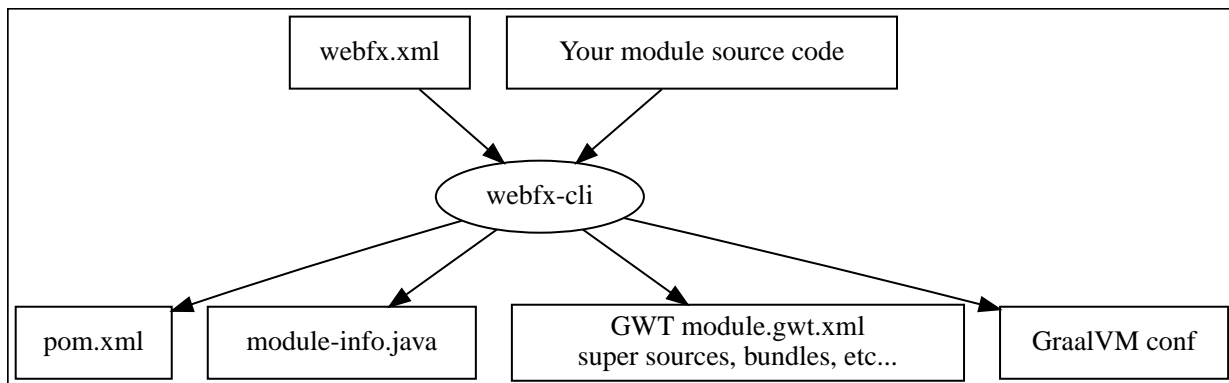 webfx.xml
Your module source code
webfx-cli
pom.xml
module-info.java
GWT module.gwt.xml
super sources, bundles, etc...
GraalVM conf